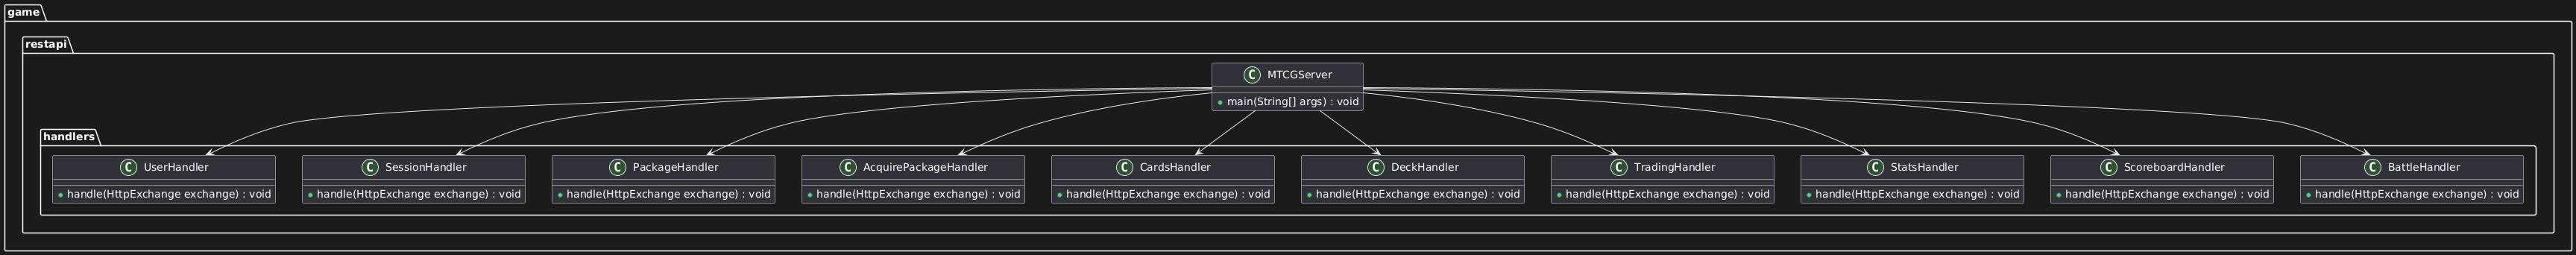 game
restapi
C MTCGServer
main(String[] args) : void
handlers
C UserHandler
handle(HttpExchange exchange) : void
C SessionHandler
handle(HttpExchange exchange) : void
C PackageHandler
handle(HttpExchange exchange) : void
C AcquirePackageHandler
handle(HttpExchange exchange) : void
C CardsHandler
handle(HttpExchange exchange) : void
C DeckHandler
handle(HttpExchange exchange) : void
C TradingHandler
handle(HttpExchange exchange) : void
C StatsHandler
handle(HttpExchange exchange) : void
C ScoreboardHandler
handle(HttpExchange exchange) : void
C BattleHandler
handle(HttpExchange exchange) : void